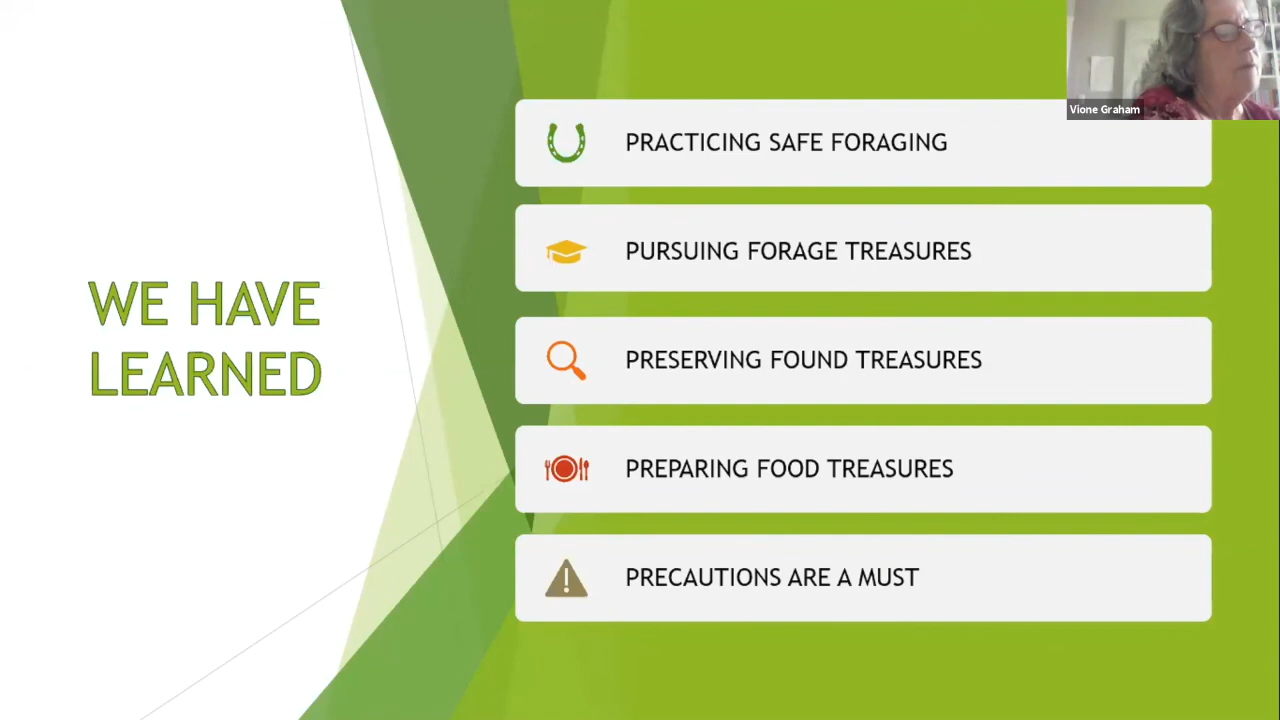 Vione Graham
PRACTICING SAFE FORAGING
PURSUING FORAGE TREASURES
WE HAVE
LEARNED
PRESERVING FOUND TREASURES
PREPARING FOOD TREASURES
PRECAUTIONS ARE A MUST